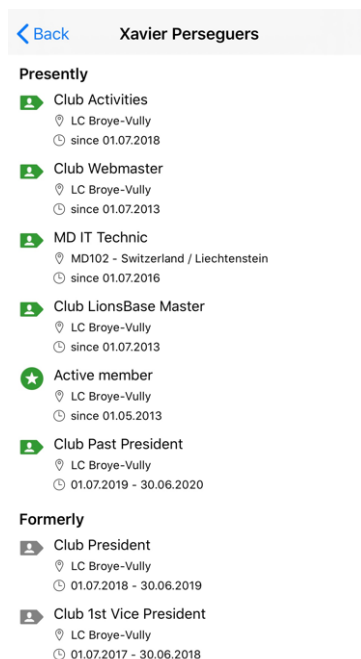 Back Xavier Perseguers
Presently
Club Activities
LC Broye-Vully
since 01.07.2018
Club Webmaster
LC Broye-Vully
since 01.07.2013
MD IT Technic
MD102 - Switzerland / Liechtenstein
since 01.07.2016
Club LionsBase Master
LC Broye-Vully
since 01.07.2013
Active member
LC Broye-Vully
since 01.05.2013
Club Past President
LC Broye-Vully
01.07.2019 - 30.06.2020
Formerly
Club President
LC Broye-Vully
01.07.2018 - 30.06.2019
Club 1st Vice President
LC Broye-Vully
01.07.2017 - 30.06.2018